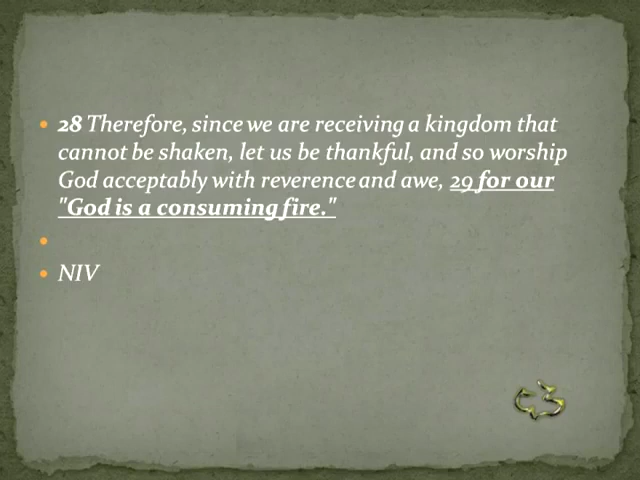 • 28 Therefore, since we are receiving a kingdom that
cannot be shaken, let us be thankful, and so worship
God acceptably with reverence and awe, 29 for our
"God is a consuming fire."
•
• NIV